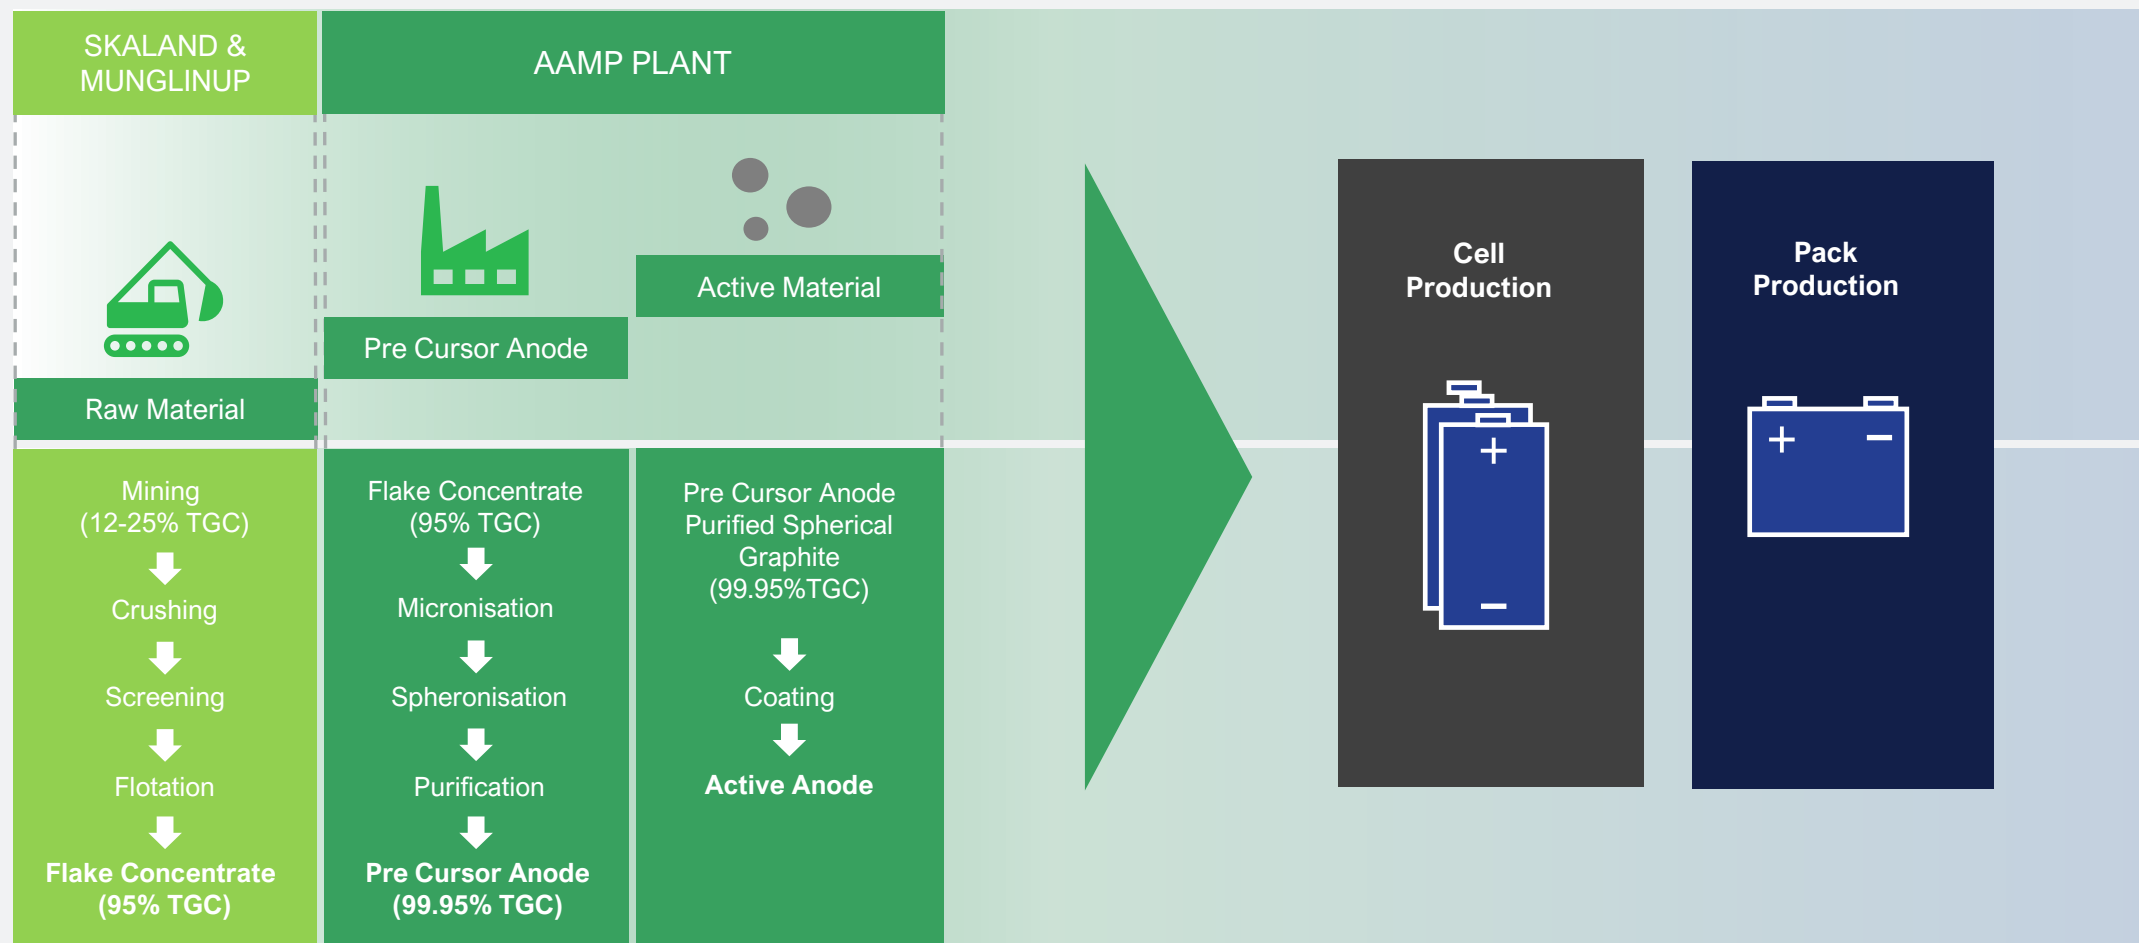 SKALAND &
MUNGLINUP
AAMP PLANT
Raw Material
Pre Cursor Anode
Active Material
Mining
(12-25% TGC)
Crushing
Screening
Flotation
Flake Concentrate
(95% TGC)
Flake Concentrate
(95% TGC)
Micronisation
Spheronisation
Purification
Pre Cursor Anode
(99.95% TGC)
Pre Cursor Anode
Purified Spherical
Graphite
(99.95%TGC)
Coating
Active Anode
Cell
Production
+
−
Pack
Production
+ −